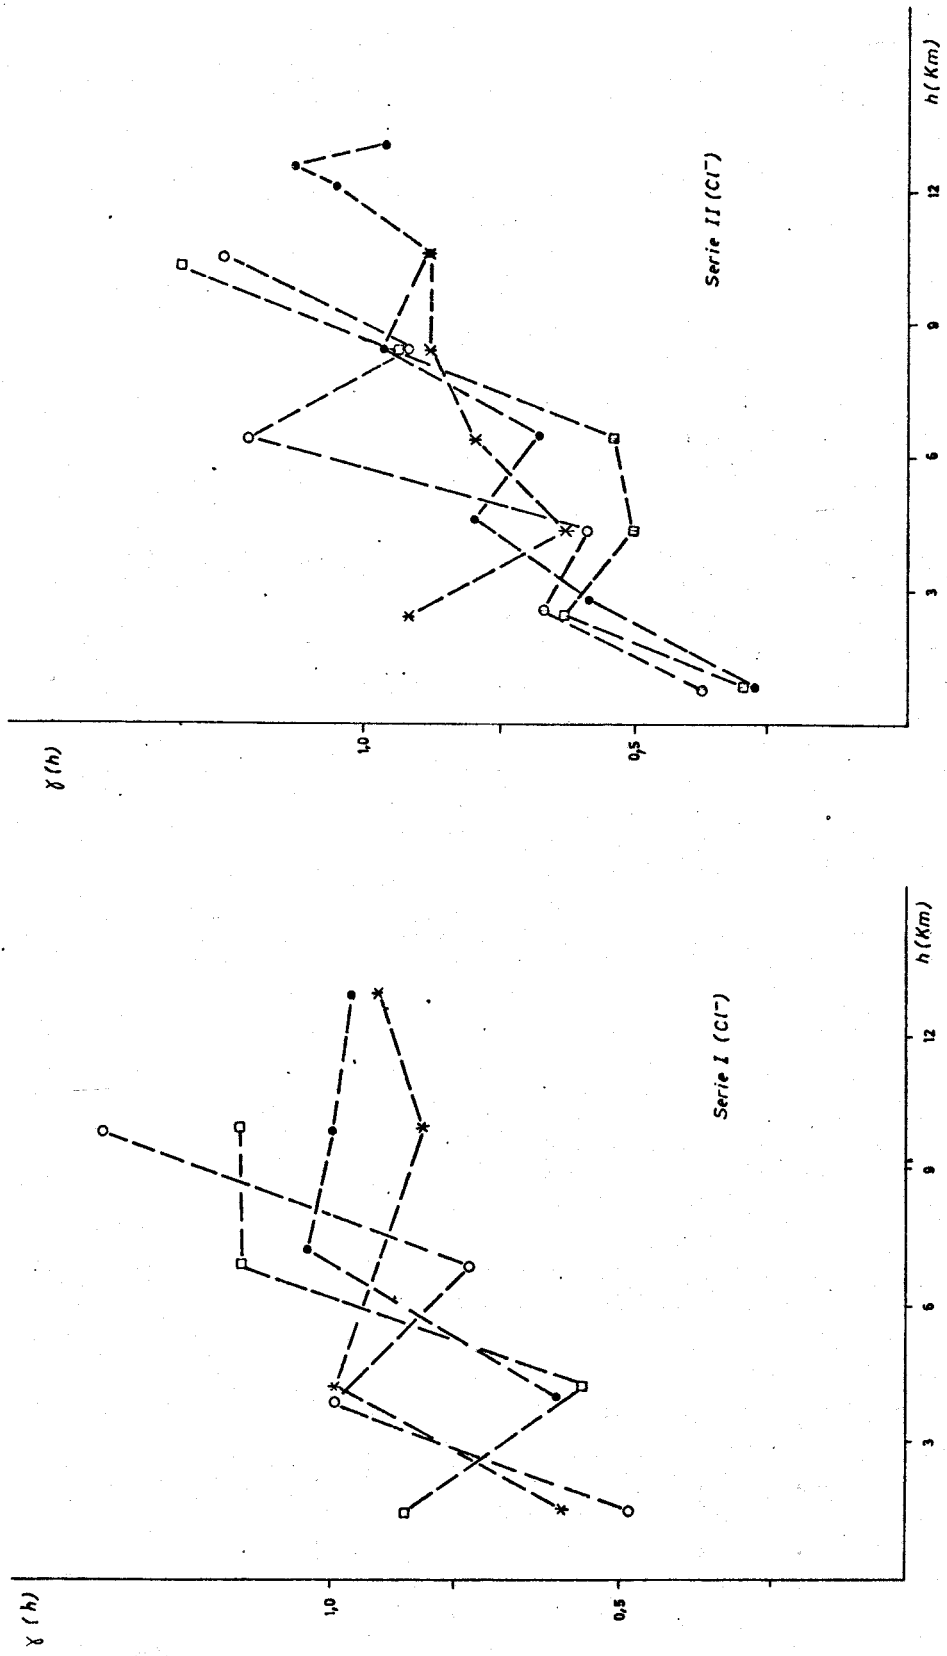 γ (h)
1,0
0,5
3
6
9
12
h (Km)
Serie I (Cl⁻)
γ (h)
1,0
0,5
3
6
9
12
h (Km)
Serie II (Cl⁻)